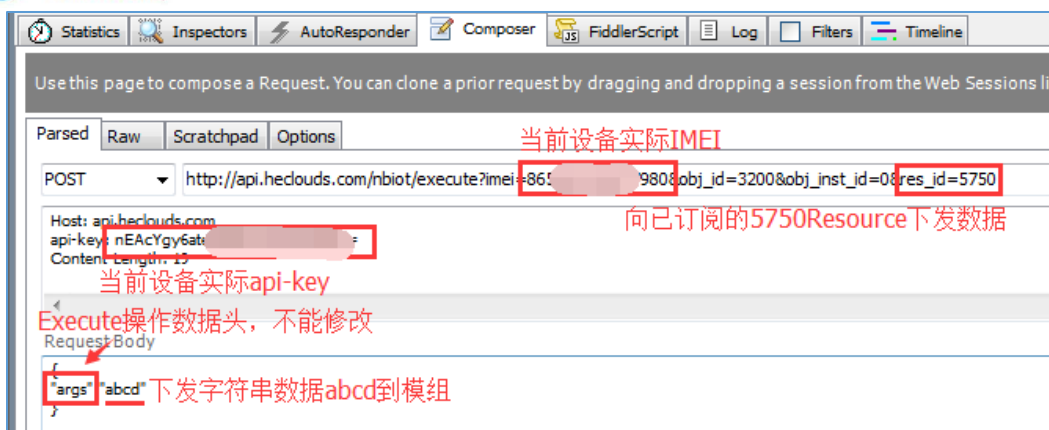 Statistics Inspectors AutoResponder Composer FiddlerScript Log Filters Timeline
Use this page to compose a Request. You can clone a prior request by dragging and dropping a session from the Web Sessions li
Parsed Raw Scratchpad Options
当前设备实际IMEI
POST http://api.heclouds.com/nbiot/execute?imei=865 980&obj_id=3200&obj_inst_id=0&res_id=5750
Host: api.heclouds.com
向已订阅的5750Resource下发数据
api-key: nEAcYgy6ate =
Content-Length: 19
当前设备实际api-key
Execute操作数据头，不能修改
Request Body
{
"args" "abcd" 下发字符串数据abcd到模组
}